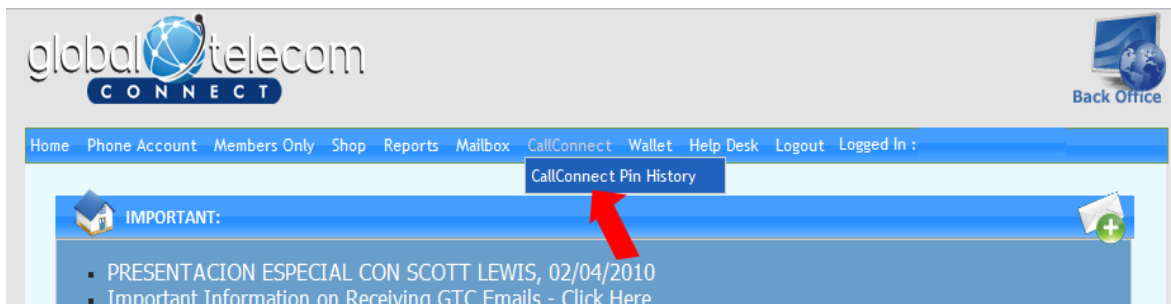 global telecom
CONNECT
Back Office
Home Phone Account Members Only Shop Reports Mailbox CallConnect Wallet Help Desk Logout Logged In :
CallConnect Pin History
IMPORTANT:
PRESENTACION ESPECIAL CON SCOTT LEWIS, 02/04/2010
Important Information on Receiving GTC Emails - Click Here